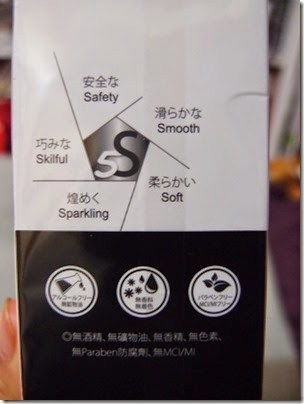 安全な
Safety
滑らかな
Smooth
巧みな
Skilful
5S
柔らかい
Soft
煌めく
Sparkling
アルコールフリー
無鉱物油
無香料
無着色
パラベンフリー
MCI/MIフリー
◎無酒精、無礦物油、無香精、無色素、
無Paraben防腐劑、無MCI/MI